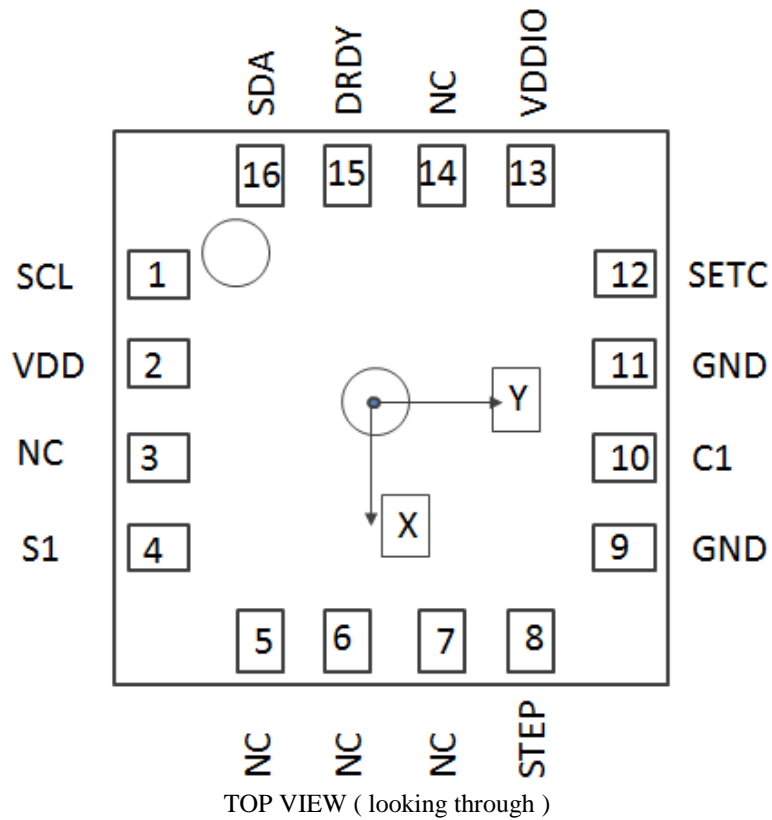 SDA DRDY NC VDDIO
16 15 14 13
SCL 1 12 SETC
VDD 2 11 GND
Y
NC 3 10 C1
X
S1 4 9 GND
5 6 7 8
NC NC NC STEP
TOP VIEW ( looking through )